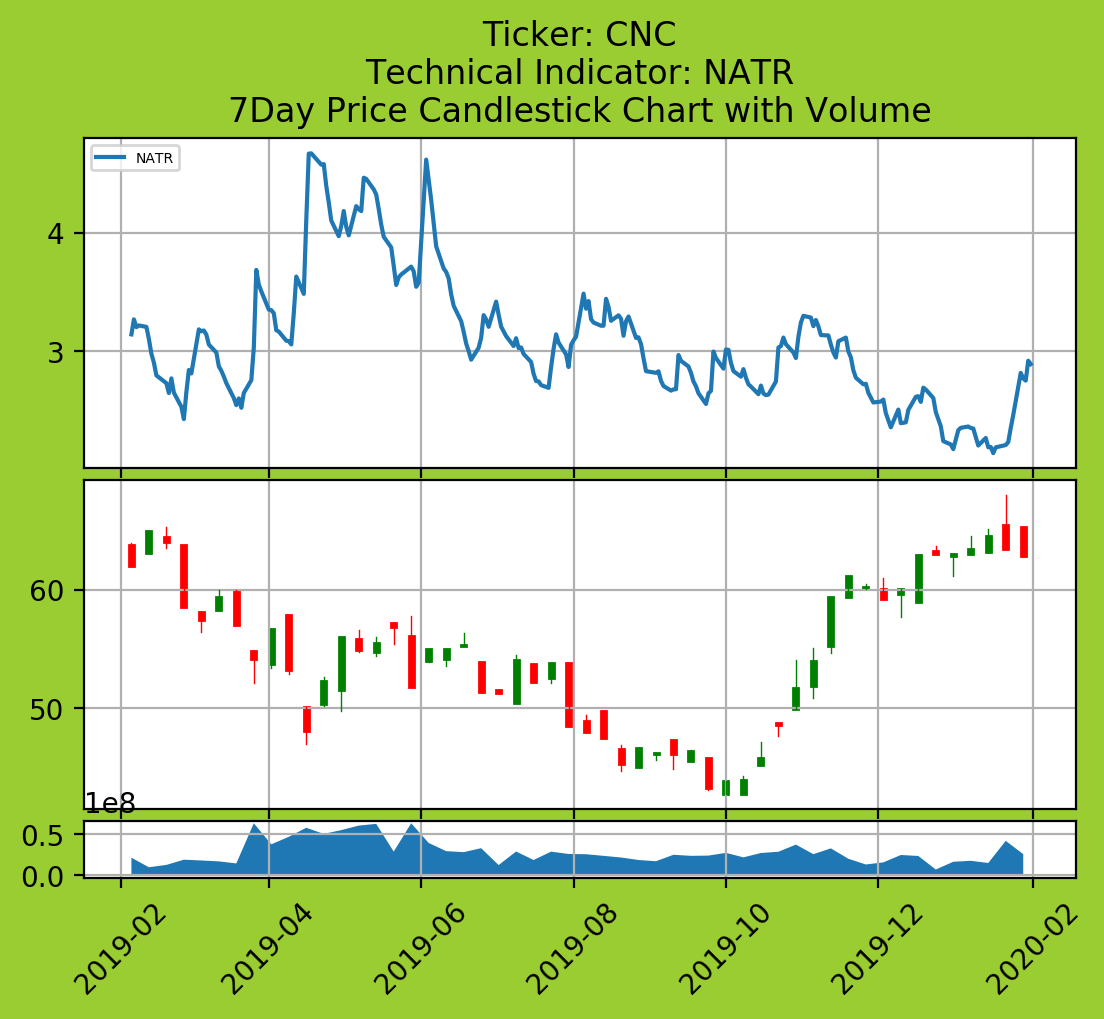 Ticker: CNC
Technical Indicator: NATR
7Day Price Candlestick Chart with Volume
NATR
4
3
60
50
1e8
0.5
0.0
2019-02
2019-04
2019-06
2019-08
2019-10
2019-12
2020-02